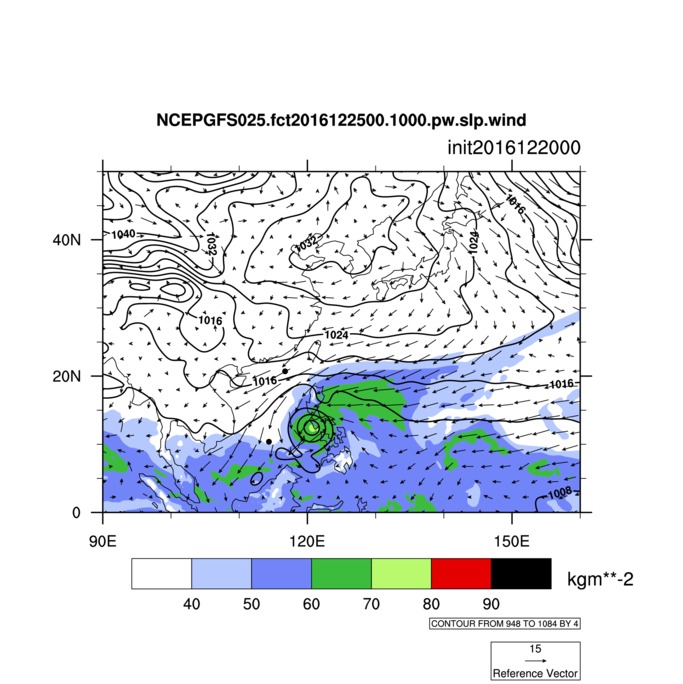 NCEPGFS025.fct2016122500.1000.pw.slp.wind
init2016122000
1016
1040
1032
1032
1024
40N
1016
1024
20N
1016
1016
1008
0
90E 120E 150E
40 50 60 70 80 90
kgm**-2
CONTOUR FROM 948 TO 1084 BY 4
15
Reference Vector